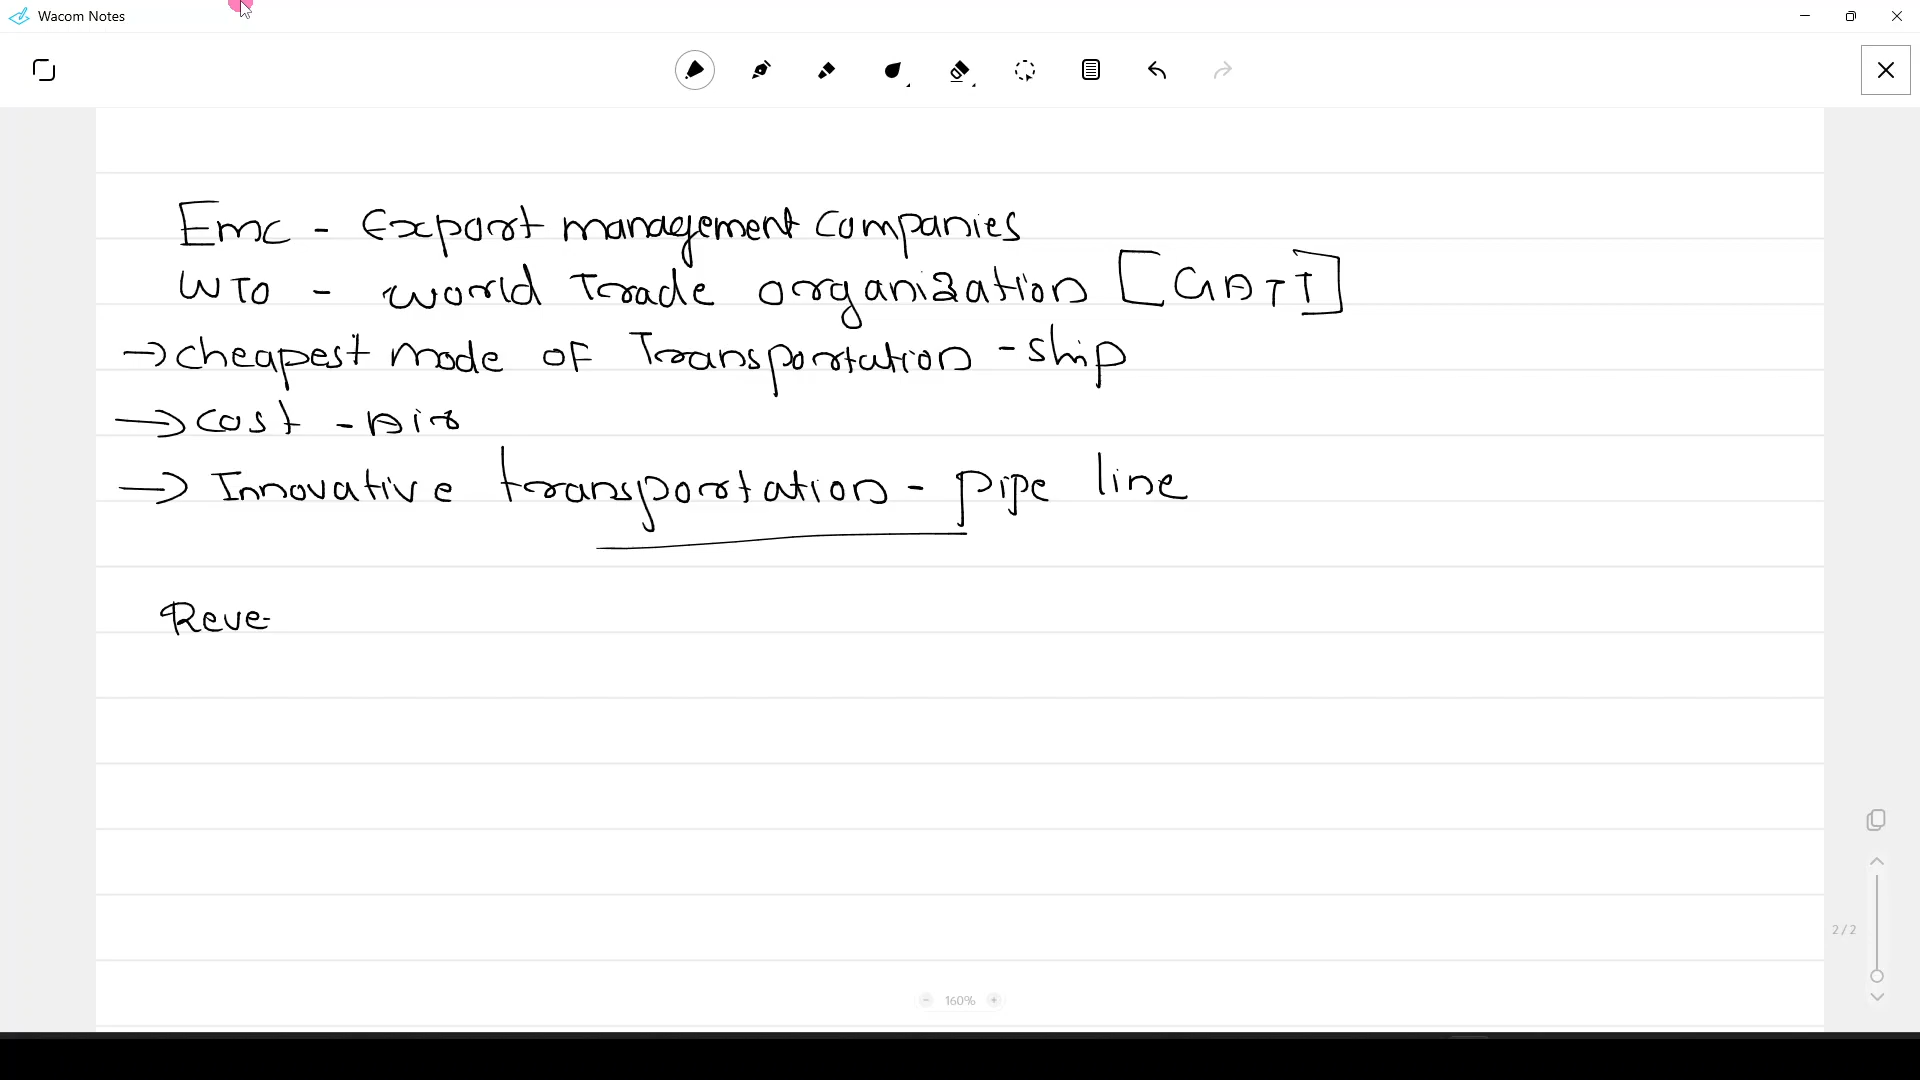 Wacom Notes
Emc - Export management companies
WTO - world Trade organisation [GATT]
→ cheapest mode of Transportation - ship
→ cost - Air
→ Innovative transportation - pipe line
Reve
2 / 2
160%